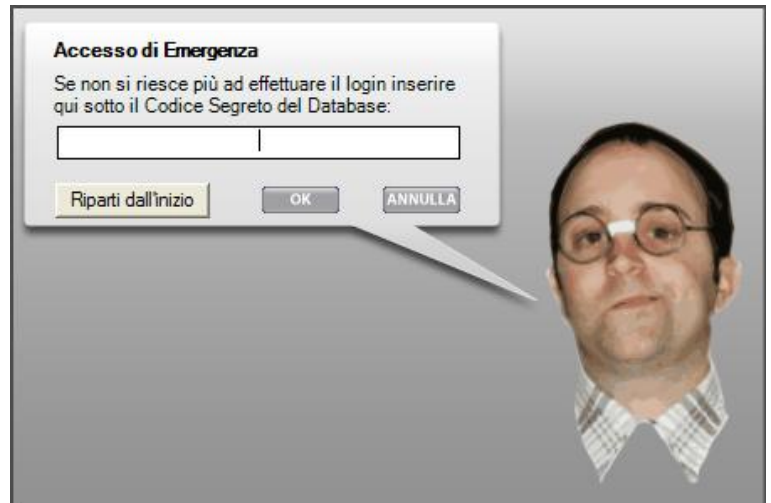 Accesso di Emergenza
Se non si riesce più ad effettuare il login inserire
qui sotto il Codice Segreto del Database:
Riparti dall'inizio
OK
ANNULLA